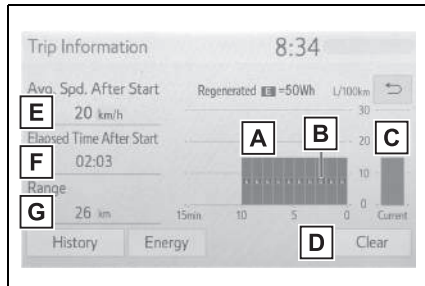 Trip Information 8:34
Avg. Spd. After Start Regenerated E =50Wh L/100km
E 20 km/h 30
Elapsed Time After Start A B 20 C
F 02:03 10
Range
G 26 km 15min 10 5 0 0 Current
History Energy D Clear